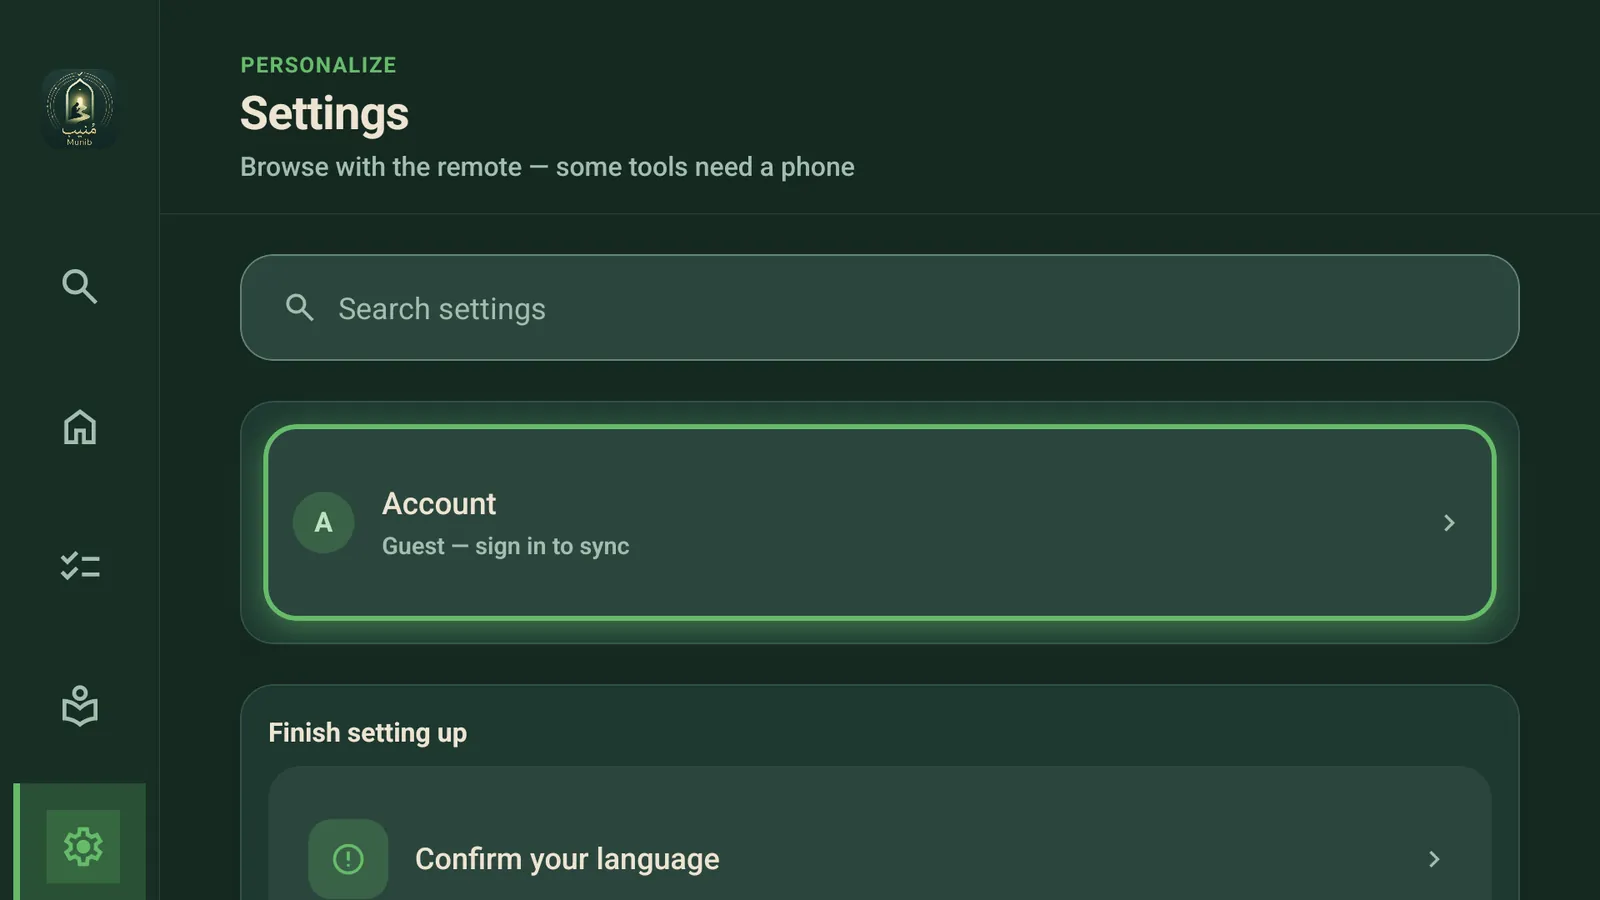 مُنيب
Munib
PERSONALIZE
Settings
Browse with the remote — some tools need a phone
Search settings
A
Account
Guest — sign in to sync
Finish setting up
Confirm your language